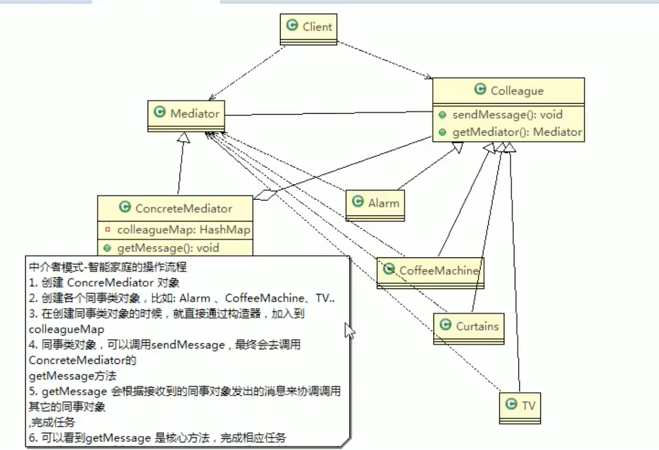 Client
Colleague
sendMessage(): void
getMediator(): Mediator
Mediator
ConcreteMediator
colleagueMap: HashMap
getMessage(): void
Alarm
CoffeeMachine
Curtains
TV
中介者模式-智能家庭的操作流程
1. 创建 ConcreMediator 对象
2. 创建各个同事类对象，比如: Alarm 、CoffeeMachine、TV..
3. 在创建同事类对象的时候，就直接通过构造器，加入到
colleagueMap
4. 同事类对象，可以调用sendMessage，最终会去调用
ConcreteMediator的
getMessage方法
5. getMessage 会根据接收到的同事对象发出的消息来协调调用
其它的同事对象
,完成任务
6. 可以看到getMessage 是核心方法，完成相应任务